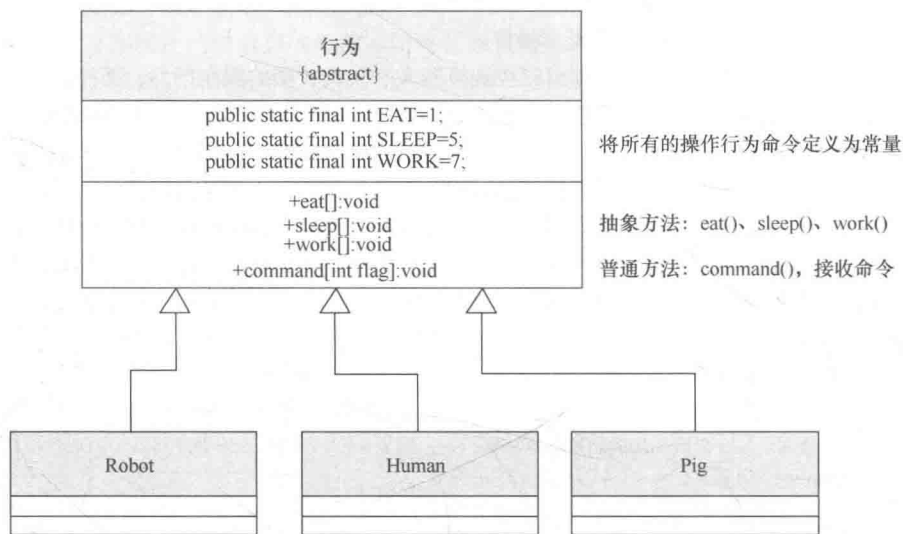 行为
{abstract}
public static final int EAT=1;
public static final int SLEEP=5;
public static final int WORK=7;
将所有的操作行为命令定义为常量
+eat[]:void
+sleep[]:void
+work[]:void
+command[int flag]:void
抽象方法：eat()、sleep()、work()
普通方法：command()，接收命令
Robot
Human
Pig